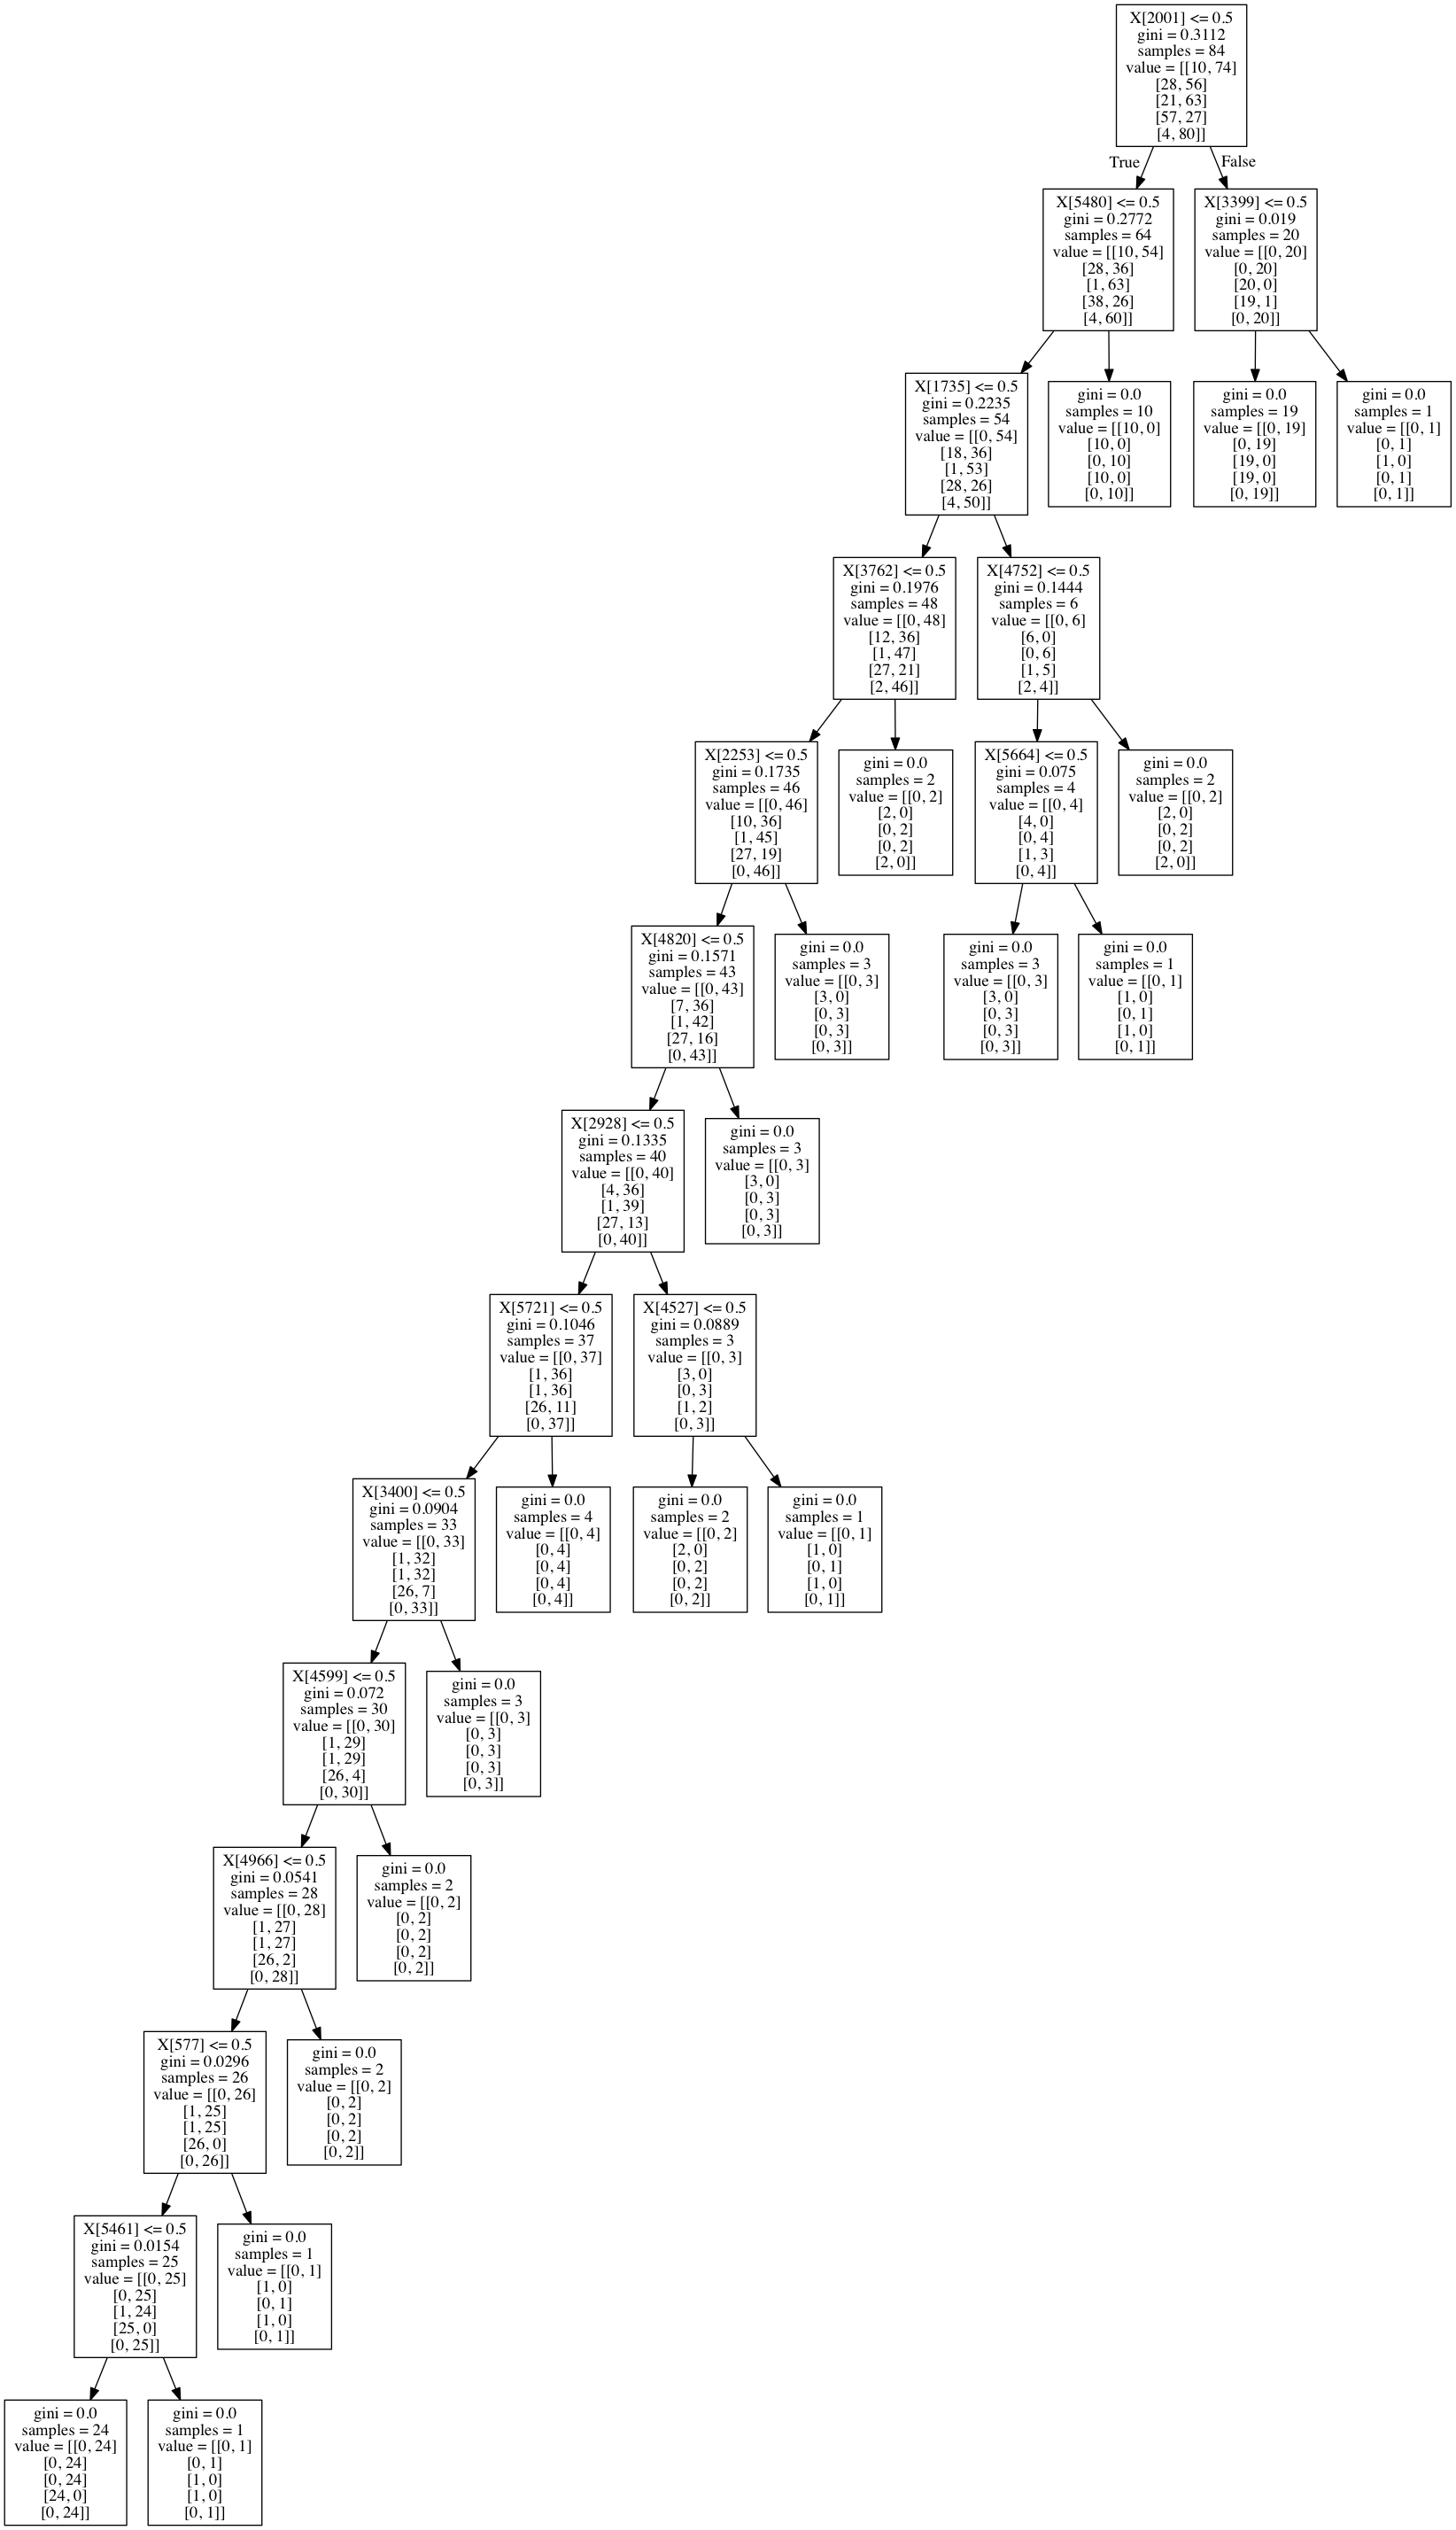 X[2001] <= 0.5
gini = 0.3112
samples = 84
value = [[10, 74]
[28, 56]
[21, 63]
[57, 27]
[4, 80]]
True
False
X[5480] <= 0.5
gini = 0.2772
samples = 64
value = [[10, 54]
[28, 36]
[1, 63]
[38, 26]
[4, 60]]
X[3399] <= 0.5
gini = 0.019
samples = 20
value = [[0, 20]
[0, 20]
[20, 0]
[19, 1]
[0, 20]]
X[1735] <= 0.5
gini = 0.2235
samples = 54
value = [[0, 54]
[18, 36]
[1, 53]
[28, 26]
[4, 50]]
gini = 0.0
samples = 10
value = [[10, 0]
[10, 0]
[0, 10]
[10, 0]
[0, 10]]
gini = 0.0
samples = 19
value = [[0, 19]
[0, 19]
[19, 0]
[19, 0]
[0, 19]]
gini = 0.0
samples = 1
value = [[0, 1]
[0, 1]
[1, 0]
[0, 1]
[0, 1]]
X[3762] <= 0.5
gini = 0.1976
samples = 48
value = [[0, 48]
[12, 36]
[1, 47]
[27, 21]
[2, 46]]
X[4752] <= 0.5
gini = 0.1444
samples = 6
value = [[0, 6]
[6, 0]
[0, 6]
[1, 5]
[2, 4]]
X[2253] <= 0.5
gini = 0.1735
samples = 46
value = [[0, 46]
[10, 36]
[1, 45]
[27, 19]
[0, 46]]
gini = 0.0
samples = 2
value = [[0, 2]
[2, 0]
[0, 2]
[0, 2]
[2, 0]]
X[5664] <= 0.5
gini = 0.075
samples = 4
value = [[0, 4]
[4, 0]
[0, 4]
[1, 3]
[0, 4]]
gini = 0.0
samples = 2
value = [[0, 2]
[2, 0]
[0, 2]
[0, 2]
[2, 0]]
X[4820] <= 0.5
gini = 0.1571
samples = 43
value = [[0, 43]
[7, 36]
[1, 42]
[27, 16]
[0, 43]]
gini = 0.0
samples = 3
value = [[0, 3]
[3, 0]
[0, 3]
[0, 3]
[0, 3]]
gini = 0.0
samples = 3
value = [[0, 3]
[3, 0]
[0, 3]
[0, 3]
[0, 3]]
gini = 0.0
samples = 1
value = [[0, 1]
[1, 0]
[0, 1]
[1, 0]
[0, 1]]
X[2928] <= 0.5
gini = 0.1335
samples = 40
value = [[0, 40]
[4, 36]
[1, 39]
[27, 13]
[0, 40]]
gini = 0.0
samples = 3
value = [[0, 3]
[3, 0]
[0, 3]
[0, 3]
[0, 3]]
X[5721] <= 0.5
gini = 0.1046
samples = 37
value = [[0, 37]
[1, 36]
[1, 36]
[26, 11]
[0, 37]]
X[4527] <= 0.5
gini = 0.0889
samples = 3
value = [[0, 3]
[3, 0]
[0, 3]
[1, 2]
[0, 3]]
X[3400] <= 0.5
gini = 0.0904
samples = 33
value = [[0, 33]
[1, 32]
[1, 32]
[26, 7]
[0, 33]]
gini = 0.0
samples = 4
value = [[0, 4]
[0, 4]
[0, 4]
[0, 4]
[0, 4]]
gini = 0.0
samples = 2
value = [[0, 2]
[2, 0]
[0, 2]
[0, 2]
[0, 2]]
gini = 0.0
samples = 1
value = [[0, 1]
[1, 0]
[0, 1]
[1, 0]
[0, 1]]
X[4599] <= 0.5
gini = 0.072
samples = 30
value = [[0, 30]
[1, 29]
[1, 29]
[26, 4]
[0, 30]]
gini = 0.0
samples = 3
value = [[0, 3]
[0, 3]
[0, 3]
[0, 3]
[0, 3]]
X[4966] <= 0.5
gini = 0.0541
samples = 28
value = [[0, 28]
[1, 27]
[1, 27]
[26, 2]
[0, 28]]
gini = 0.0
samples = 2
value = [[0, 2]
[0, 2]
[0, 2]
[0, 2]
[0, 2]]
X[577] <= 0.5
gini = 0.0296
samples = 26
value = [[0, 26]
[1, 25]
[1, 25]
[26, 0]
[0, 26]]
gini = 0.0
samples = 2
value = [[0, 2]
[0, 2]
[0, 2]
[0, 2]
[0, 2]]
X[5461] <= 0.5
gini = 0.0154
samples = 25
value = [[0, 25]
[0, 25]
[1, 24]
[25, 0]
[0, 25]]
gini = 0.0
samples = 1
value = [[0, 1]
[1, 0]
[0, 1]
[1, 0]
[0, 1]]
gini = 0.0
samples = 24
value = [[0, 24]
[0, 24]
[0, 24]
[24, 0]
[0, 24]]
gini = 0.0
samples = 1
value = [[0, 1]
[0, 1]
[1, 0]
[1, 0]
[0, 1]]